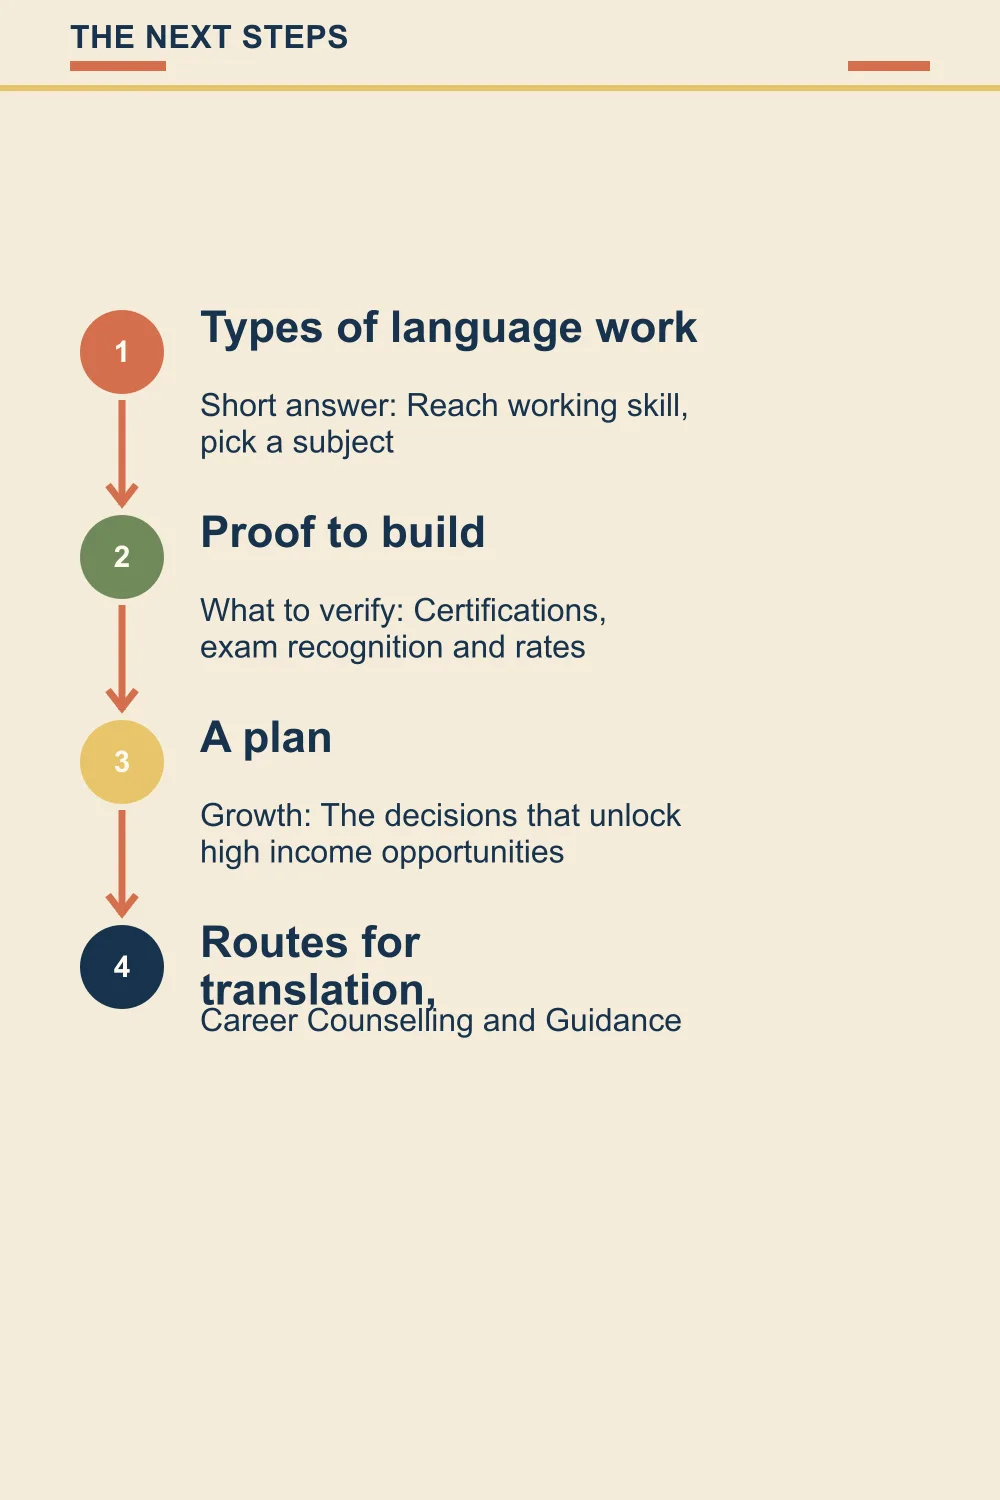 THE NEXT STEPS
1
Types of language work
Short answer: Reach working skill,
pick a subject
2
Proof to build
What to verify: Certifications,
exam recognition and rates
3
A plan
Growth: The decisions that unlock
high income opportunities
4
Routes for
translation,
Career Counselling and Guidance